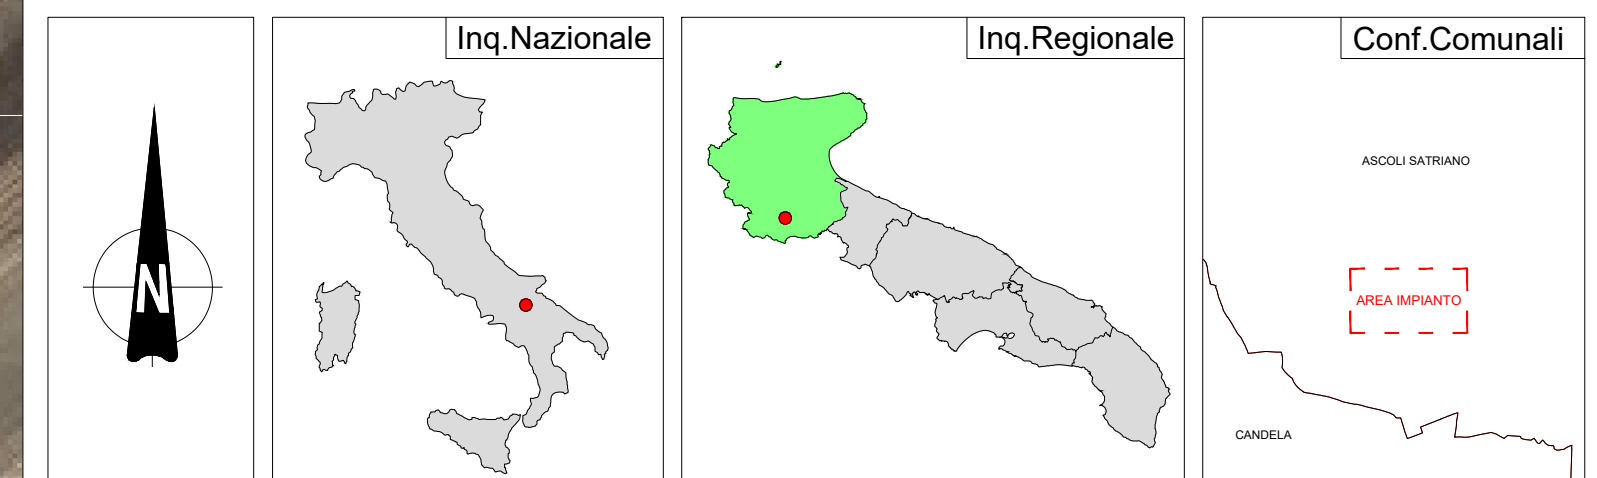 N
Inq.Nazionale
Inq.Regionale
Conf.Comunali
ASCOLI SATRIANO
AREA IMPIANTO
CANDELA